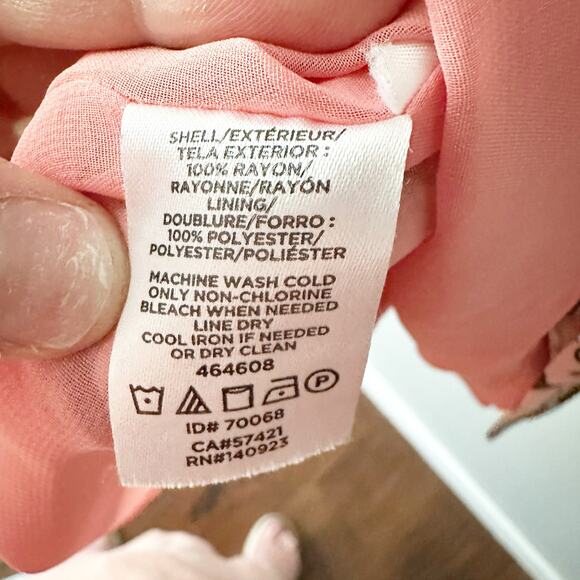 SHELL/EXTÉRIEUR/
TELA EXTERIOR :
100% RAYON/
RAYONNE/RAYÓN
LINING/
DOUBLURE/FORRO :
100% POLYESTER/
POLYESTER/POLIÉSTER
MACHINE WASH COLD
ONLY NON-CHLORINE
BLEACH WHEN NEEDED
LINE DRY
COOL IRON IF NEEDED
OR DRY CLEAN
464608
P
ID# 70068
CA#57421
RN#140923